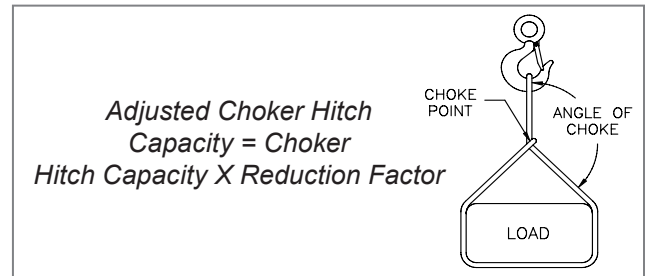 Adjusted Choker Hitch
Capacity = Choker
Hitch Capacity X Reduction Factor
CHOKE
POINT
ANGLE OF
CHOKE
LOAD